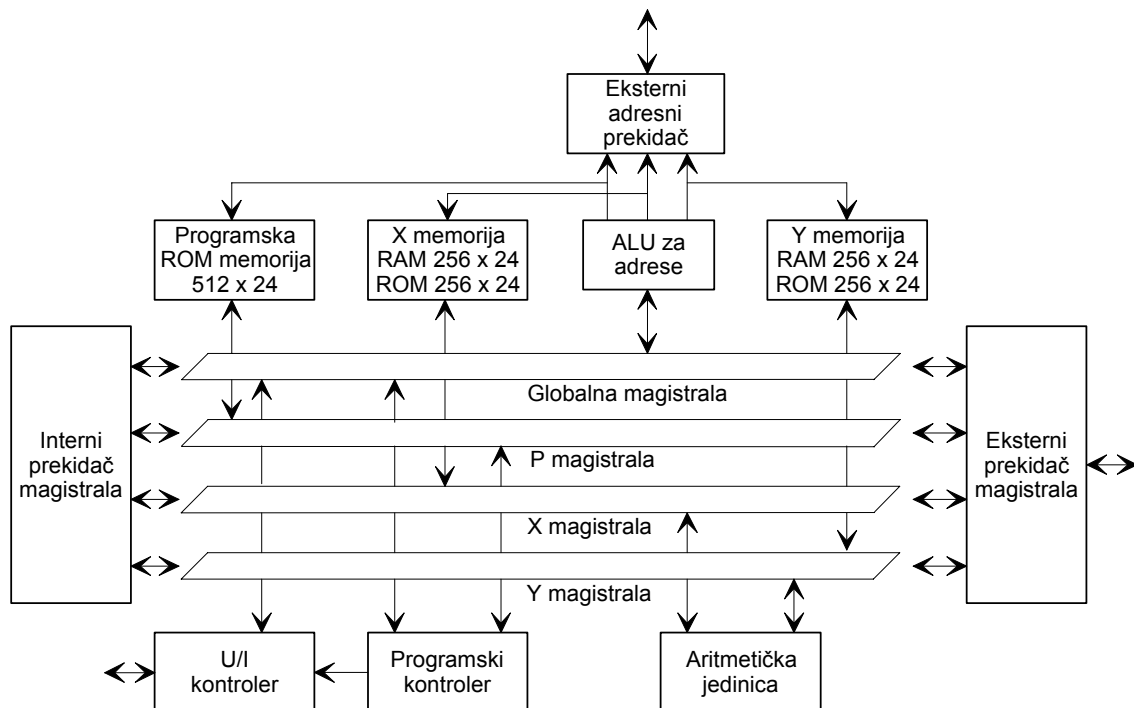 Eksterni
adresni
prekidač
Programska
ROM memorija
512 x 24
X memorija
RAM 256 x 24
ROM 256 x 24
ALU za
adrese
Y memorija
RAM 256 x 24
ROM 256 x 24
Interni
prekidač
magistrala
Globalna magistrala
P magistrala
X magistrala
Y magistrala
Eksterni
prekidač
magistrala
U/I
kontroler
Programski
kontroler
Aritmetička
jedinica